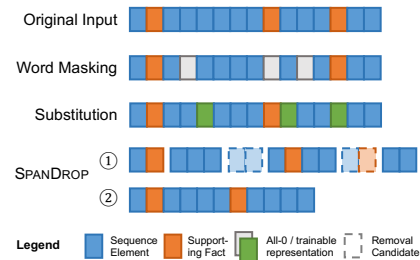 Original Input
Word Masking
Substitution
①
SPANDROP
②
Legend
Sequence Element
Support-ing Fact
All-0 / trainable representation
Removal Candidate